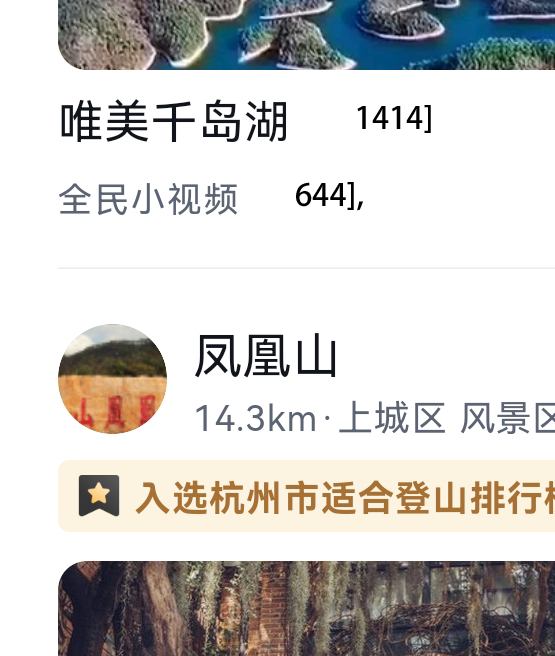 唯美千岛湖 1414]
全民小视频 644],
凤凰山
14.3km·上城区 风景区
入选杭州市适合登山排行